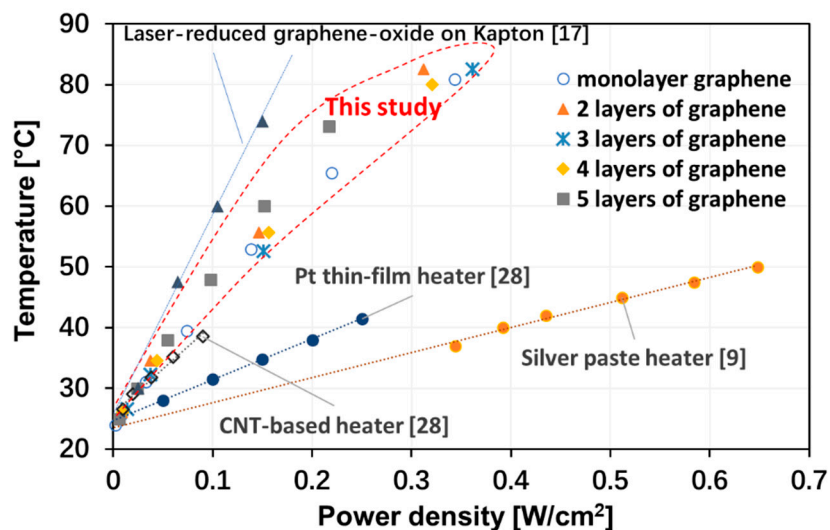 90
Laser-reduced graphene-oxide on Kapton [17]
80
This study
monolayer graphene
2 layers of graphene
3 layers of graphene
4 layers of graphene
5 layers of graphene
70
60
50
40
30
20
Temperature [°C]
Pt thin-film heater [28]
Silver paste heater [9]
CNT-based heater [28]
0
0.1
0.2
0.3
0.4
0.5
0.6
0.7
Power density [W/cm²]